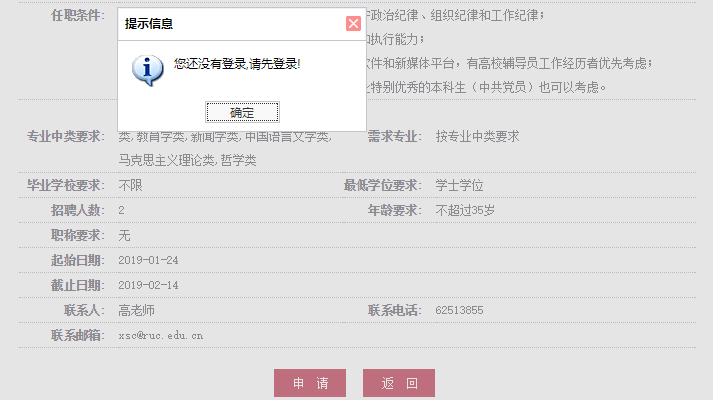 任职条件：
政治纪律、组织纪律和工作纪律；
提示信息
和执行能力；
您还没有登录,请先登录!
件和新媒体平台，有高校辅导员工作经历者优先考虑；
特别优秀的本科生（中共党员）也可以考虑。
确定
专业中类要求：
类,教育学类,新闻学类,中国语言文学类,
马克思主义理论类,哲学类
需求专业：
按专业中类要求
毕业学校要求：
不限
最低学位要求：
学士学位
招聘人数：
2
年龄要求：
不超过35岁
职称要求：
无
起始日期：
2019-01-24
截止日期：
2019-02-14
联系人：
高老师
联系电话：
62513855
联系邮箱：
xsc@ruc.edu.cn
申 请
返 回